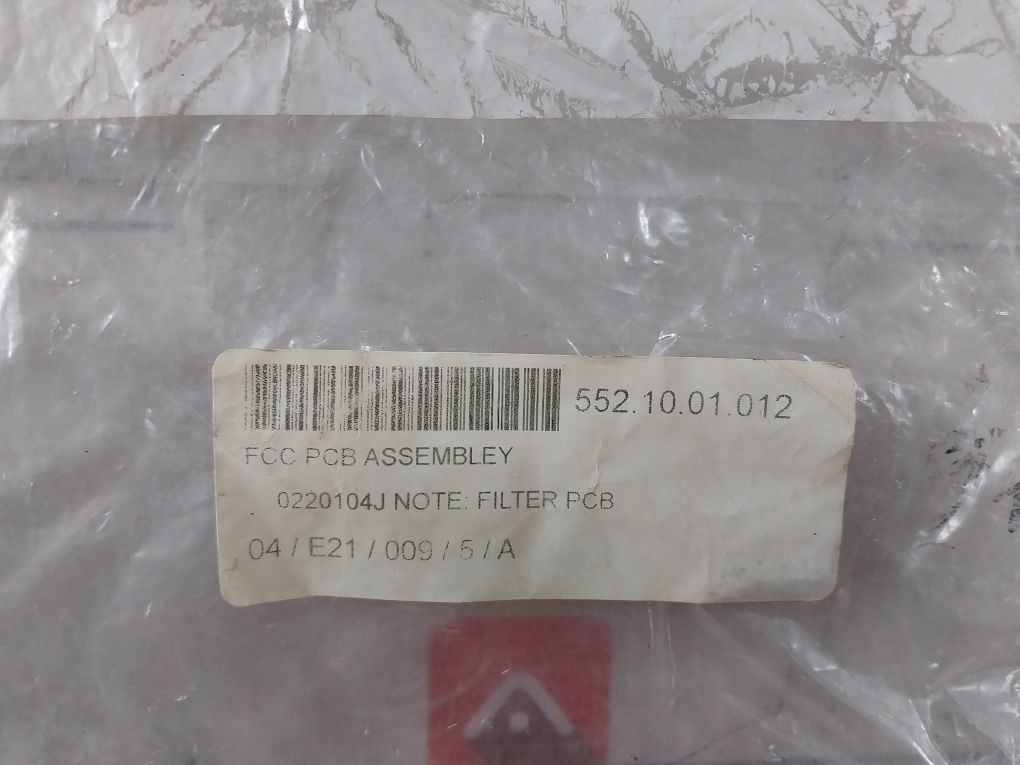 552.10.01.012
FCC PCB ASSEMBLEY
0220104J NOTE: FILTER PCB
04 / E21 / 009 / 5 / A